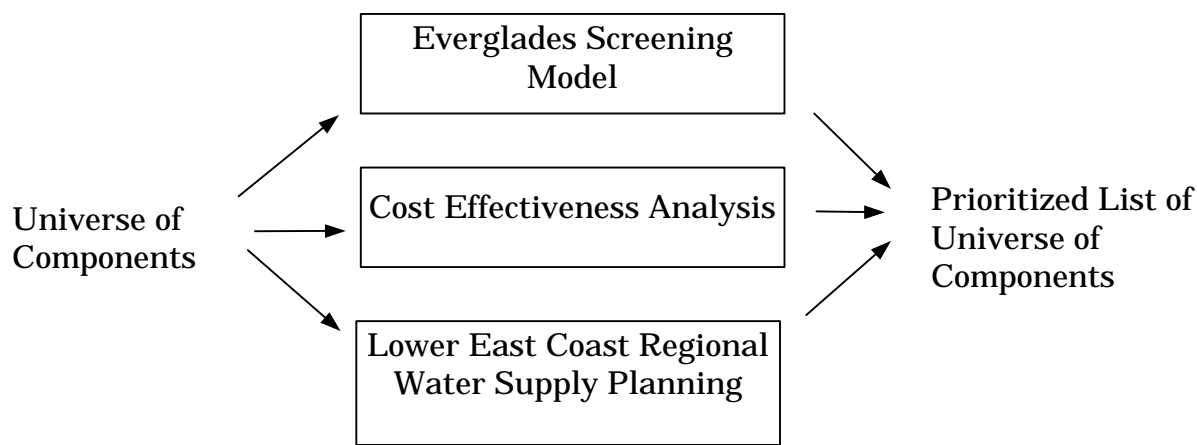 Everglades Screening
Model
Universe of
Components
Cost Effectiveness Analysis
Lower East Coast Regional
Water Supply Planning
Prioritized List of
Universe of
Components